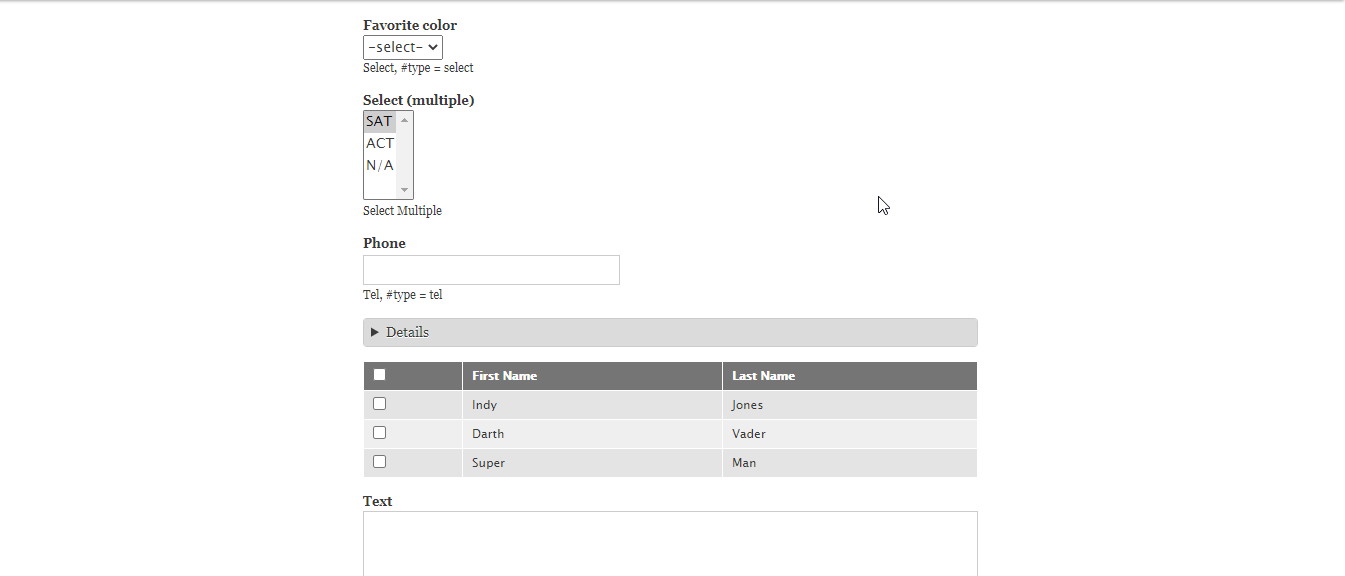 Favorite color
-select-
Select, #type = select
Select (multiple)
SAT
ACT
N/A
Select Multiple
Phone
Tel, #type = tel
Details
First Name Last Name
Indy Jones
Darth Vader
Super Man
Text